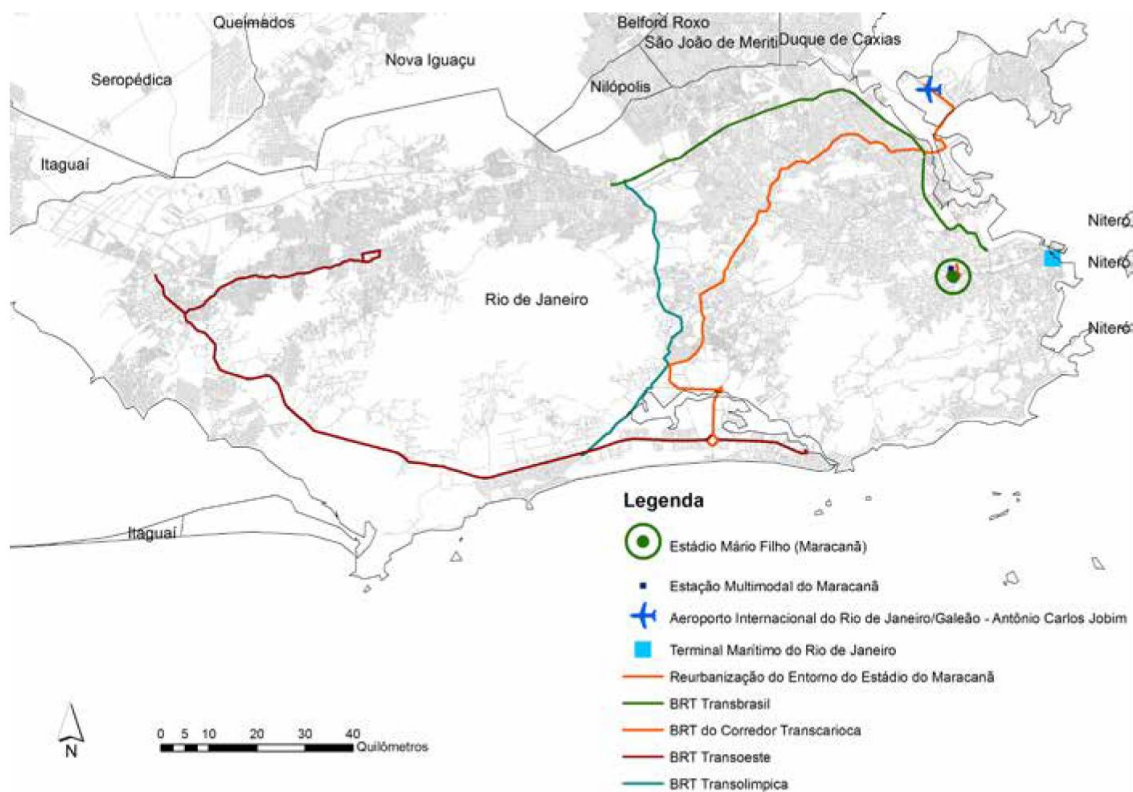 Queimados
Belford Roxo
São João de Meriti
Duque de Caxias
Nova Iguaçu
Seropédica
Nilópolis
Itaguaí
Niteró
Niteró
Rio de Janeiro
Niteró
Itaguaí
Legenda
Estádio Mário Filho (Maracanã)
Estação Multimodal do Maracanã
Aeroporto Internacional do Rio de Janeiro/Galeão - Antônio Carlos Jobim
Terminal Marítimo do Rio de Janeiro
Reurbanização do Entorno do Estádio do Maracanã
BRT Transbrasil
BRT do Corredor Transcarioca
BRT Transoeste
BRT Transolimpica
N
0 5 10 20 30 40
Quilômetros